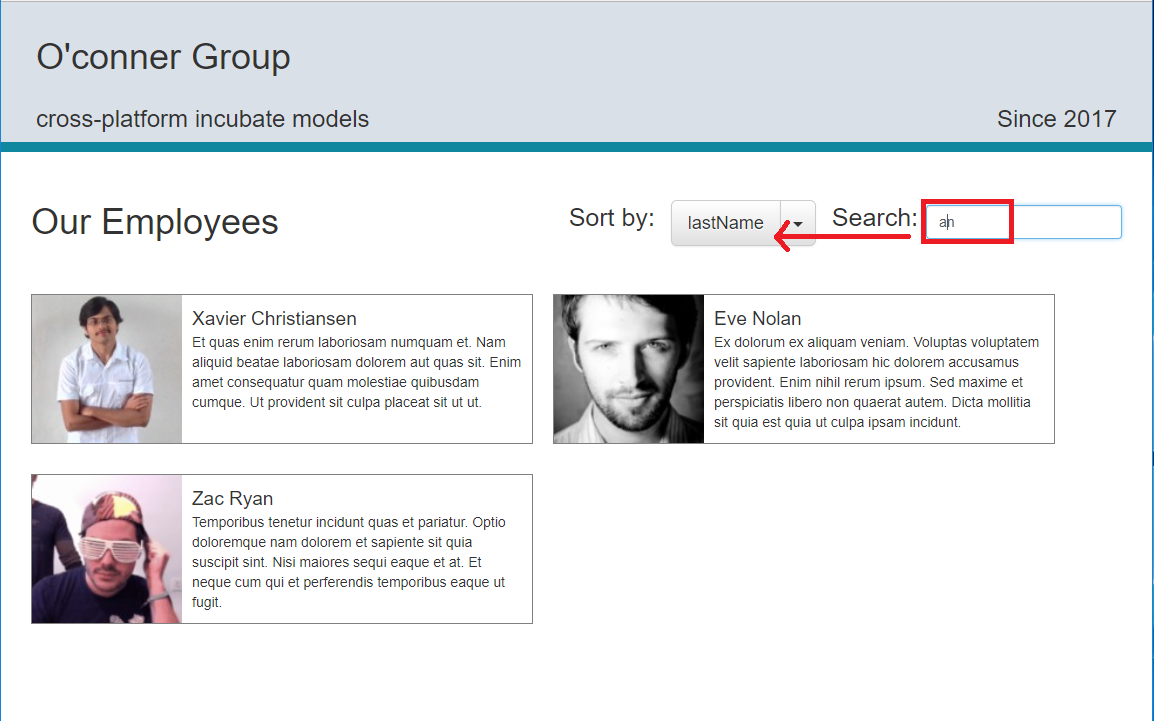 O'conner Group
cross-platform incubate models
Since 2017
Our Employees
Sort by:
lastName
Search:
an
Xavier Christiansen
Et quas enim rerum laboriosam numquam et. Nam
aliquid beatae laboriosam dolorem aut quas sit. Enim
amet consequatur quam molestiae quibusdam
cumque. Ut provident sit culpa placeat sit ut ut.
Eve Nolan
Ex dolorum ex aliquam veniam. Voluptas voluptatem
velit sapiente laboriosam hic dolorem accusamus
provident. Enim nihil rerum ipsum. Sed maxime et
perspiciatis libero non quaerat autem. Dicta mollitia
sit quia est quia ut culpa ipsam incidunt.
Zac Ryan
Temporibus tenetur incidunt quas et pariatur. Optio
doloremque nam dolorem et sapiente sit quia
suscipit sint. Nisi maiores sequi eaque et at. Et
neque cum qui et perferendis temporibus eaque ut
fugit.